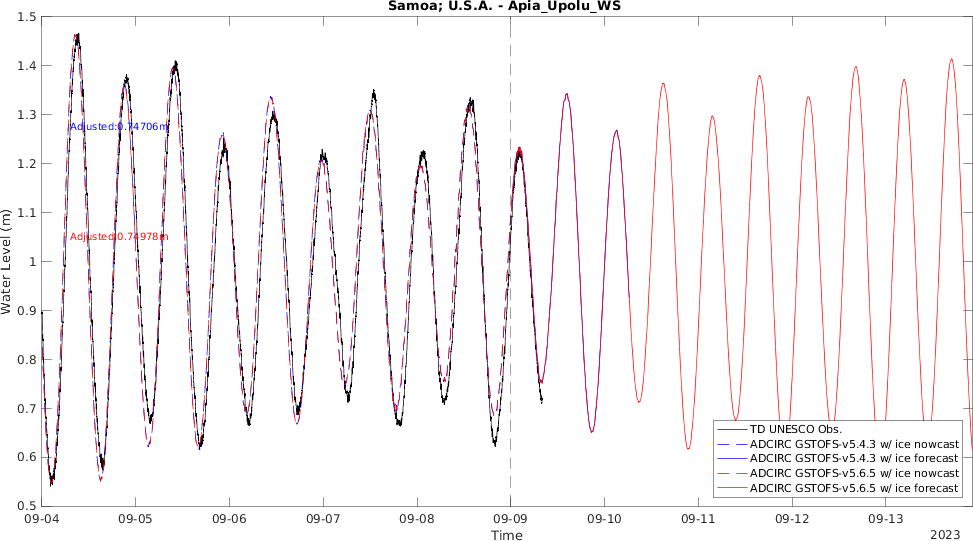 Samoa; U.S.A. - Apia_Upolu_WS
1.5
1.4
1.3
1.2
1.1
1
0.9
0.8
0.7
0.6
0.5
Water Level (m)
Adjusted:0.74706m
Adjusted:0.74978m
TD UNESCO Obs.
ADCIRC GSTOFS-v5.4.3 w/ ice nowcast
ADCIRC GSTOFS-v5.4.3 w/ ice forecast
ADCIRC GSTOFS-v5.6.5 w/ ice nowcast
ADCIRC GSTOFS-v5.6.5 w/ ice forecast
09-04 09-05 09-06 09-07 09-08 09-09 09-10 09-11 09-12 09-13
Time
2023